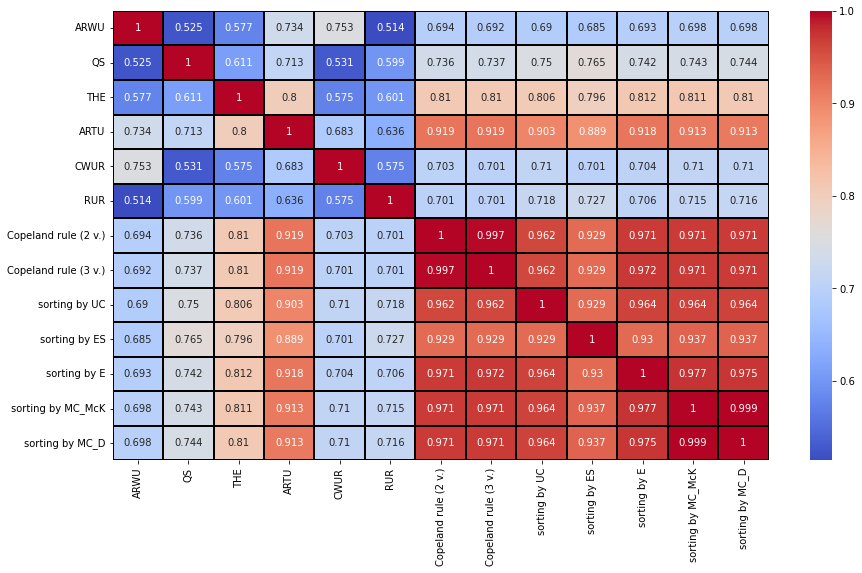 ARWU 1 0.525 0.577 0.734 0.753 0.514 0.694 0.692 0.69 0.685 0.693 0.698 0.698
QS 0.525 1 0.611 0.713 0.531 0.599 0.736 0.737 0.75 0.765 0.742 0.743 0.744
THE 0.577 0.611 1 0.8 0.575 0.601 0.81 0.81 0.806 0.796 0.812 0.811 0.81
ARTU 0.734 0.713 0.8 1 0.683 0.636 0.919 0.919 0.903 0.889 0.918 0.913 0.913
CWUR 0.753 0.531 0.575 0.683 1 0.575 0.703 0.701 0.71 0.701 0.704 0.71 0.71
RUR 0.514 0.599 0.601 0.636 0.575 1 0.701 0.701 0.718 0.727 0.706 0.715 0.716
Copeland rule (2 v.) 0.694 0.736 0.81 0.919 0.703 0.701 1 0.997 0.962 0.929 0.971 0.971 0.971
Copeland rule (3 v.) 0.692 0.737 0.81 0.919 0.701 0.701 0.997 1 0.962 0.929 0.972 0.971 0.971
sorting by UC 0.69 0.75 0.806 0.903 0.71 0.718 0.962 0.962 1 0.929 0.964 0.964 0.964
sorting by ES 0.685 0.765 0.796 0.889 0.701 0.727 0.929 0.929 0.929 1 0.93 0.937 0.937
sorting by E 0.693 0.742 0.812 0.918 0.704 0.706 0.971 0.972 0.964 0.93 1 0.977 0.975
sorting by MC_McK 0.698 0.743 0.811 0.913 0.71 0.715 0.971 0.971 0.964 0.937 0.977 1 0.999
sorting by MC_D 0.698 0.744 0.81 0.913 0.71 0.716 0.971 0.971 0.964 0.937 0.975 0.999 1
ARWU
QS
THE
ARTU
CWUR
RUR
Copeland rule (2 v.)
Copeland rule (3 v.)
sorting by UC
sorting by ES
sorting by E
sorting by MC_McK
sorting by MC_D
1.0
0.9
0.8
0.7
0.6